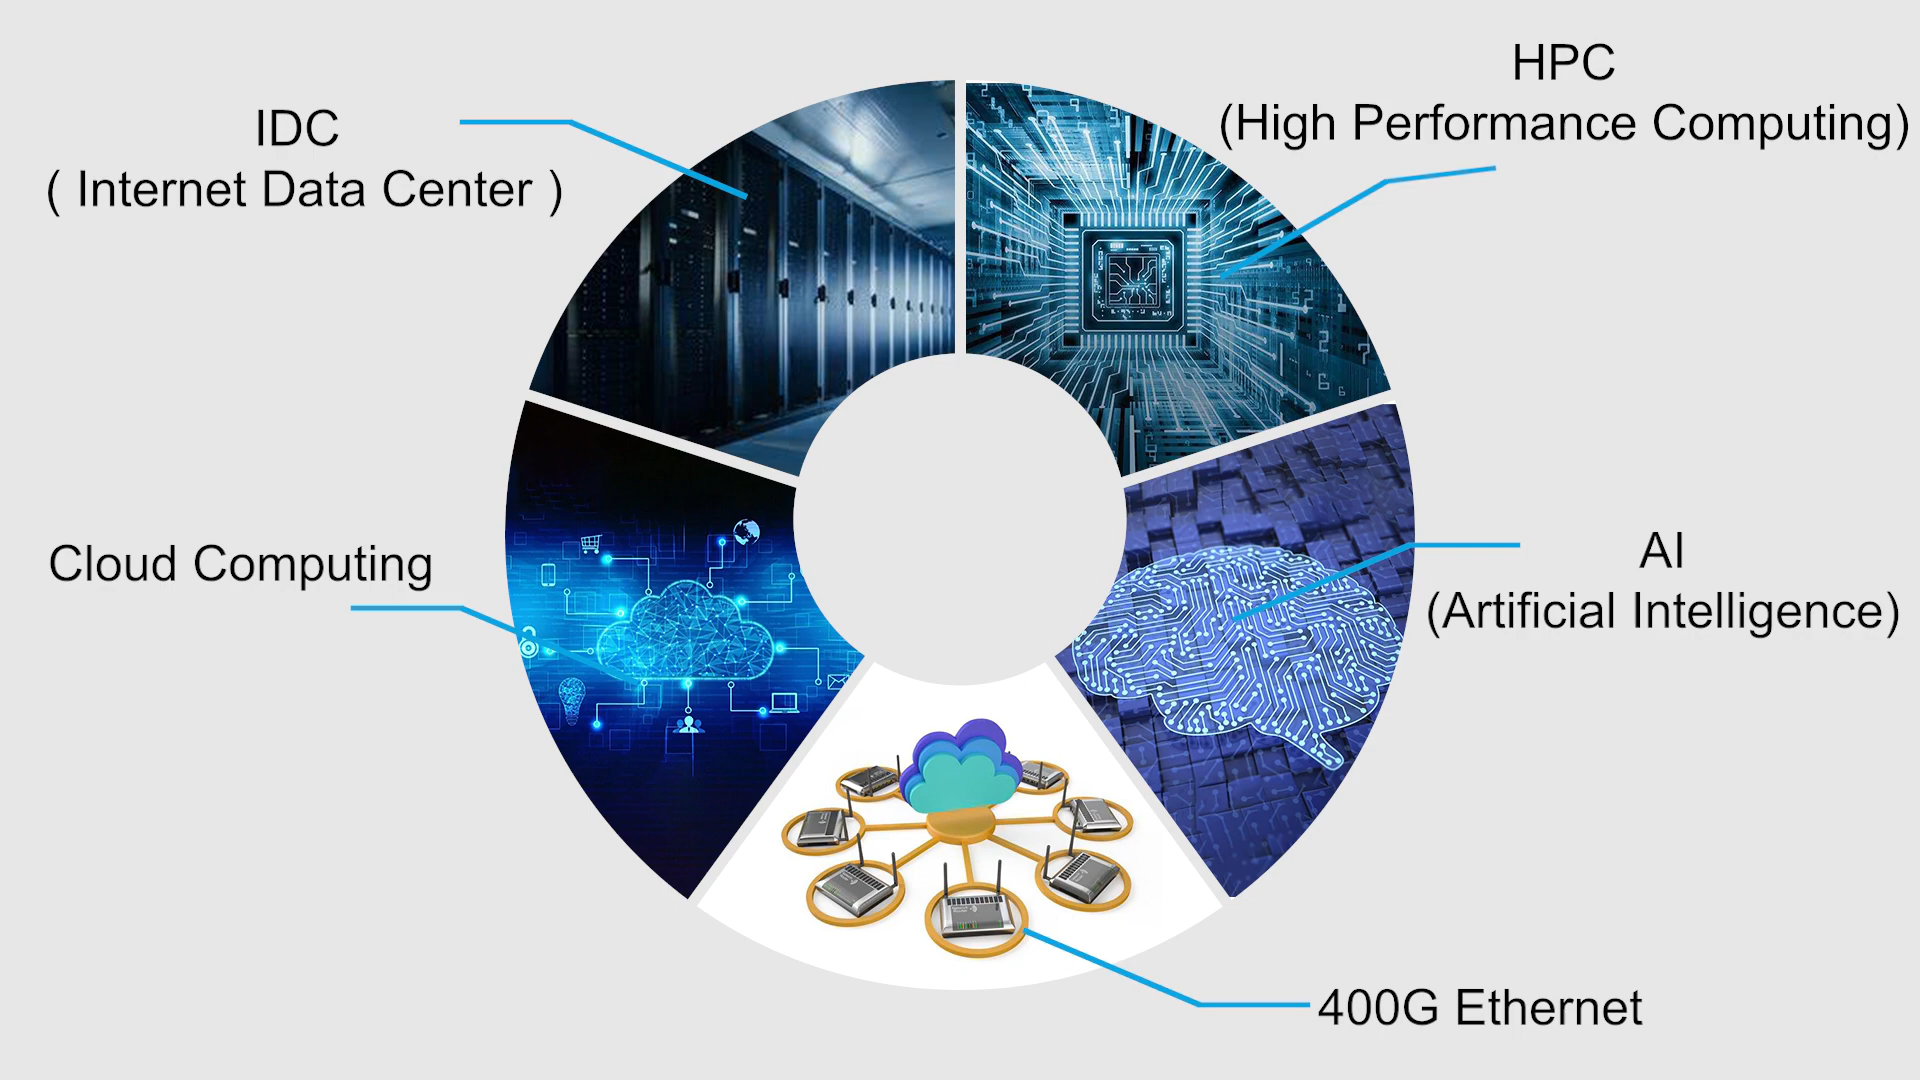 IDC
( Internet Data Center )
HPC
(High Performance Computing)
Cloud Computing
AI
(Artificial Intelligence)
400G Ethernet